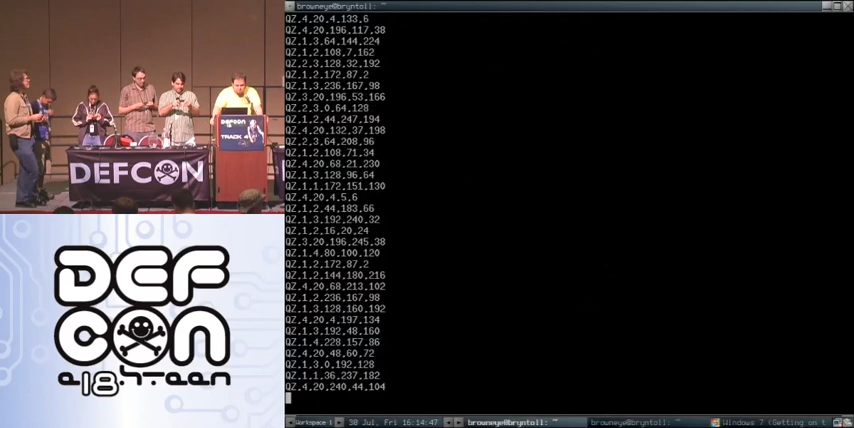 browneye@bryntoll: ~
QZ,4,20,4,133,6
QZ,4,20,196,117,38
QZ,1,3,64,144,224
QZ,1,2,108,7,162
QZ,2,3,128,32,192
QZ,1,2,172,87,2
QZ,1,3,236,167,98
QZ,3,20,196,53,166
QZ,2,3,0,64,128
QZ,1,2,44,247,194
QZ,4,20,132,37,198
QZ,2,3,64,208,96
QZ,1,2,108,71,34
QZ,4,20,68,21,230
QZ,1,3,128,96,64
QZ,1,1,172,151,130
QZ,4,20,4,5,6
QZ,1,2,44,183,66
QZ,1,3,192,240,32
QZ,1,2,16,20,24
QZ,3,20,196,245,38
QZ,1,4,80,100,120
QZ,1,2,172,87,2
QZ,1,2,144,180,216
QZ,4,20,68,213,102
QZ,1,2,236,167,98
QZ,1,3,128,160,192
QZ,4,20,4,197,134
QZ,1,3,192,48,160
QZ,1,4,228,157,86
QZ,4,20,48,60,72
QZ,1,3,0,192,128
QZ,1,1,36,237,182
QZ,4,20,240,44,104
Workspace 1
30 Jul, Fri 16:14:47
browneye@bryntoll: ~
browneye@bryntoll: ~
Windows 7 (Getting on t
DEFCON
TRACK 4
DEFCON
DEF
CON
e18hteen